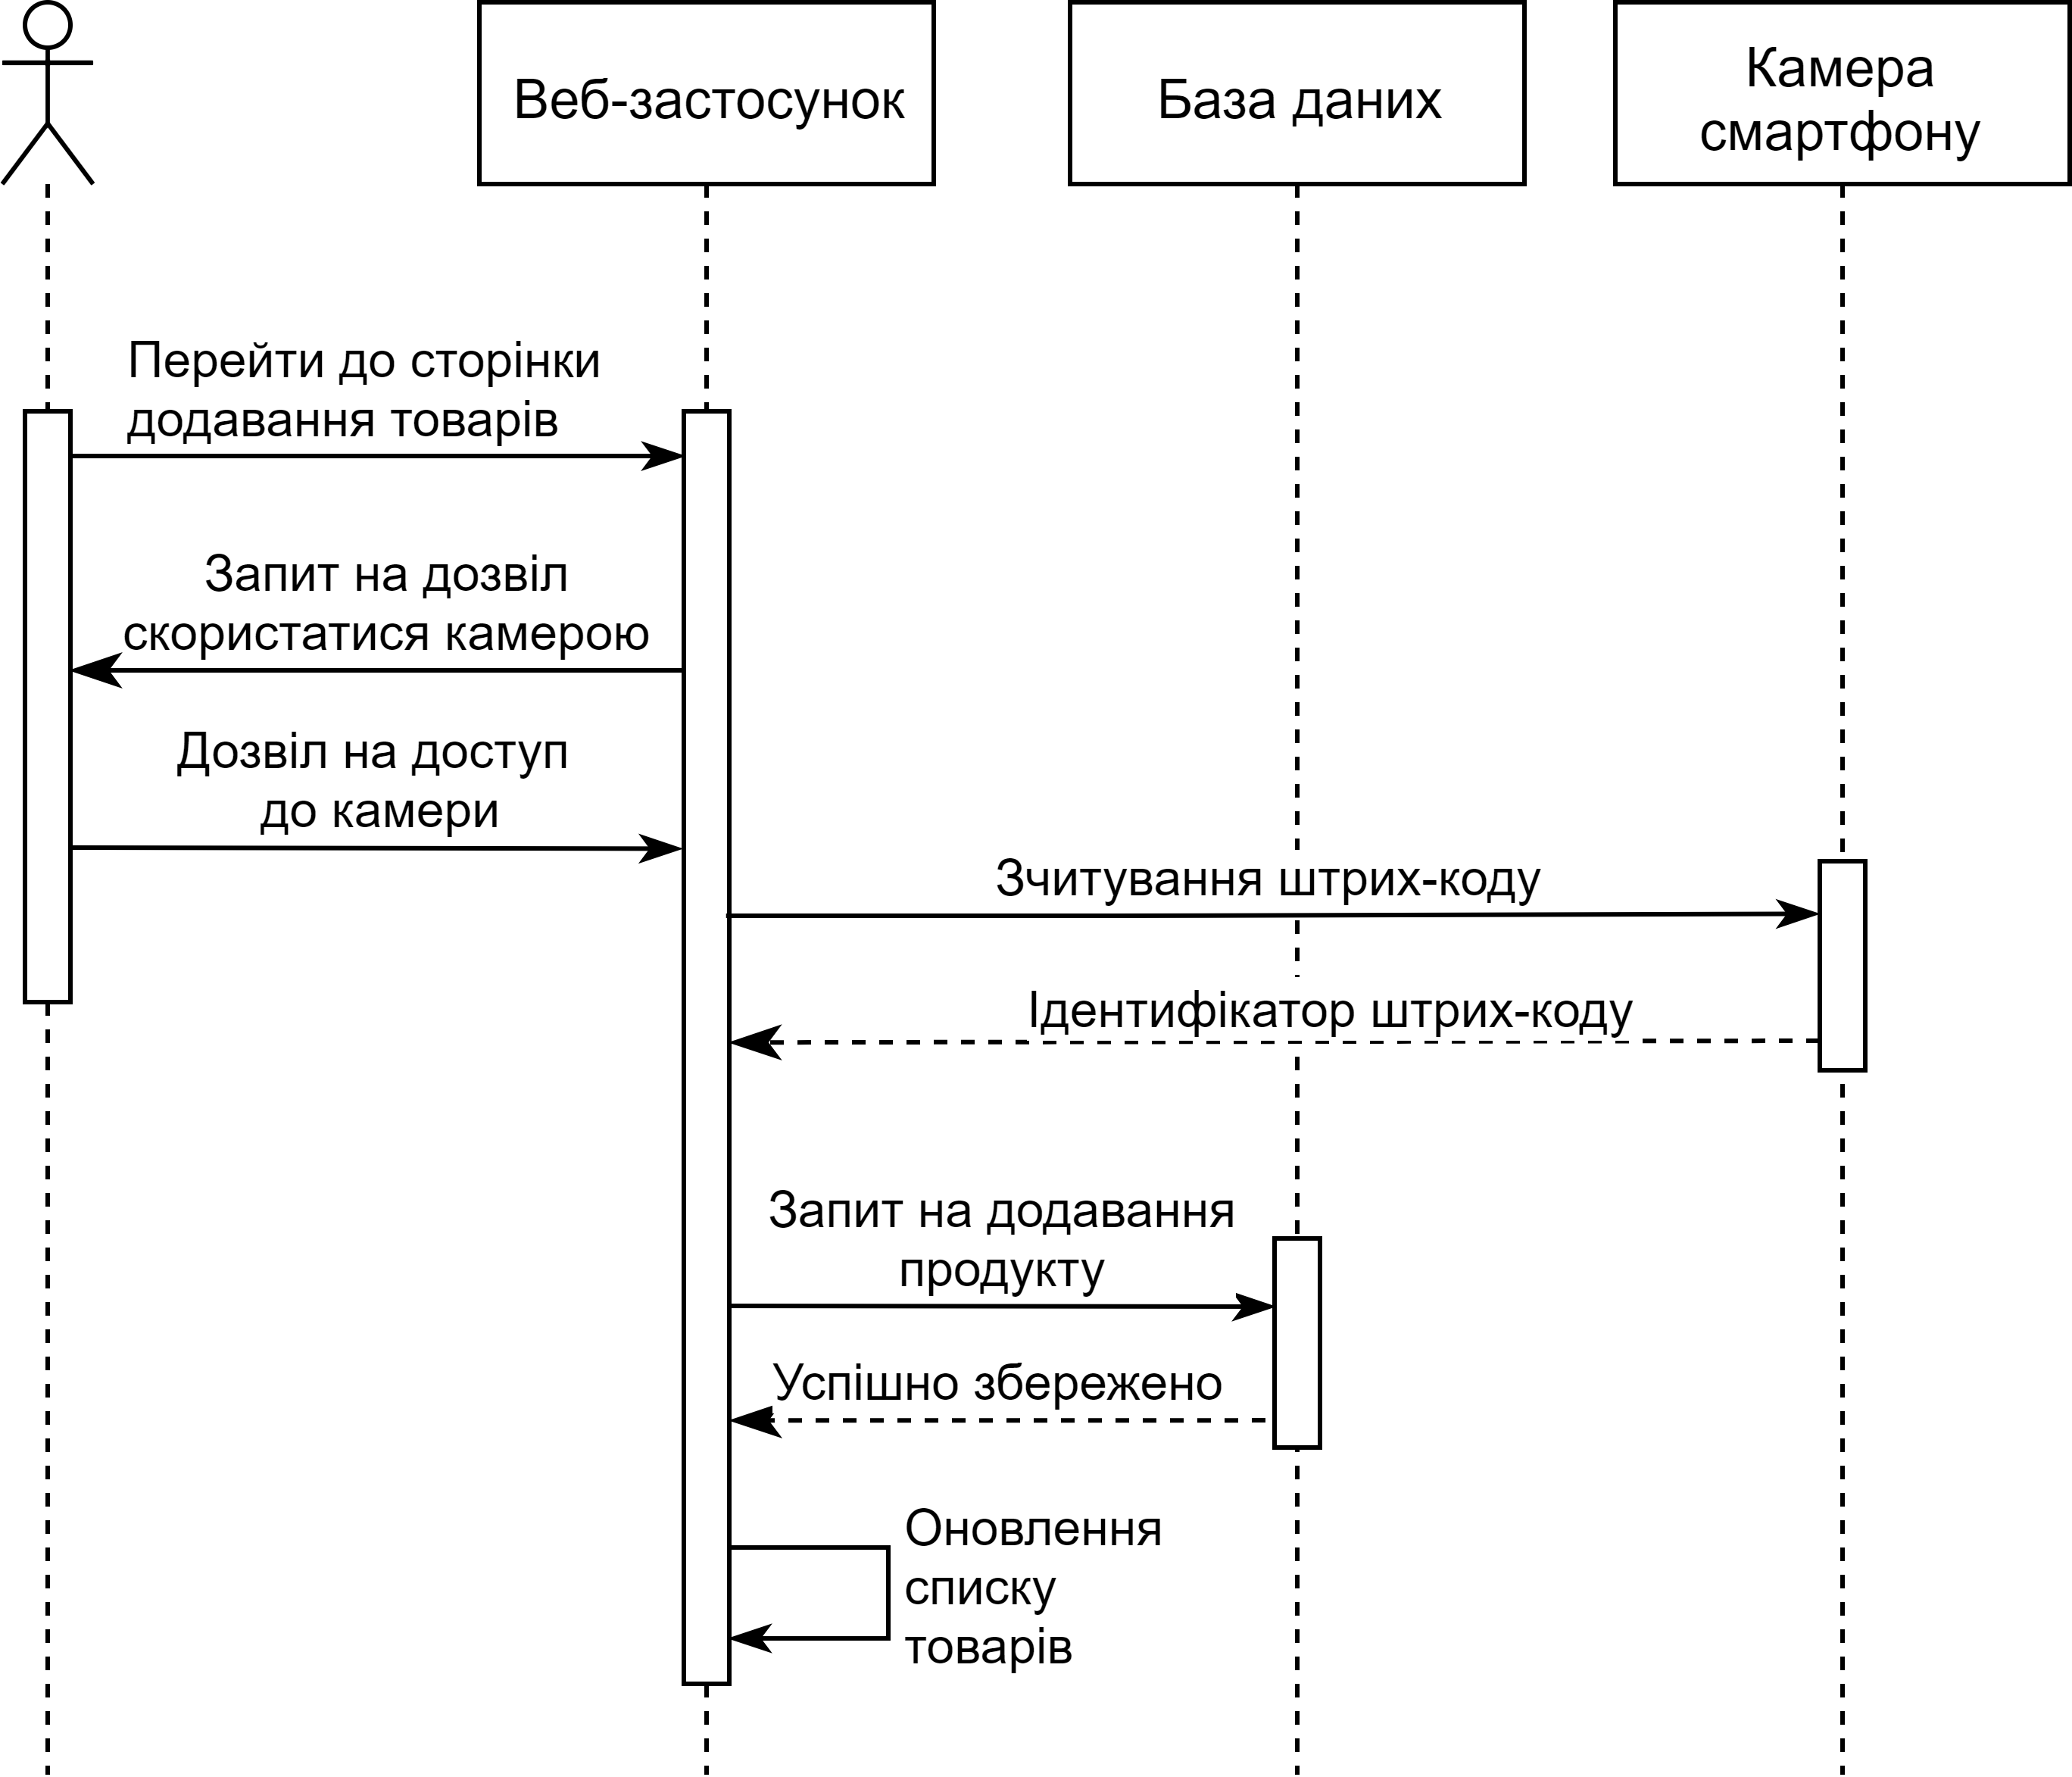 Веб-застосунок
База даних
Камера
смартфону
Перейти до сторінки
додавання товарів
Запит на дозвіл
скористатися камерою
Дозвіл на доступ
до камери
Зчитування штрих-коду
Ідентифікатор штрих-коду
Запит на додавання
продукту
Успішно збережено
Оновлення
списку
товарів